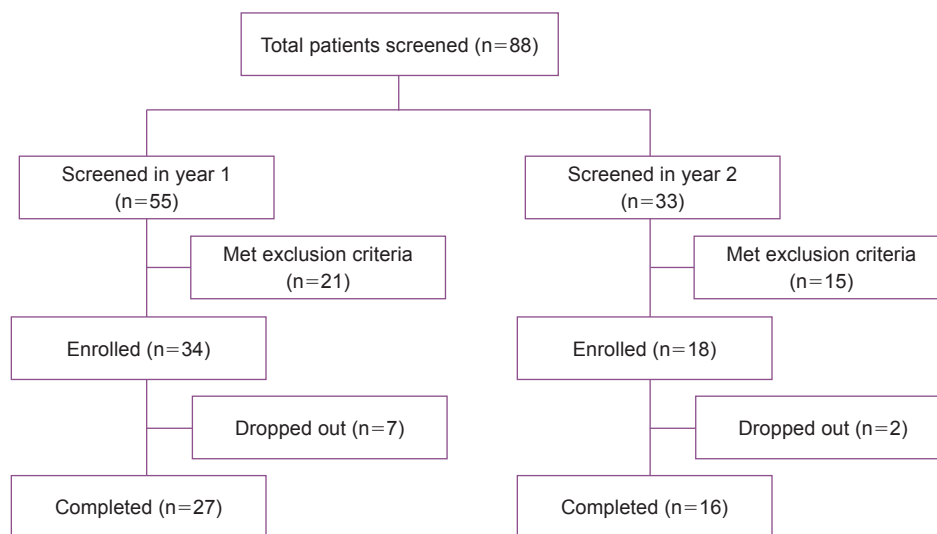 Total patients screened (n=88)
Screened in year 1
(n=55)
Screened in year 2
(n=33)
Met exclusion criteria
(n=21)
Met exclusion criteria
(n=15)
Enrolled (n=34)
Enrolled (n=18)
Dropped out (n=7)
Dropped out (n=2)
Completed (n=27)
Completed (n=16)